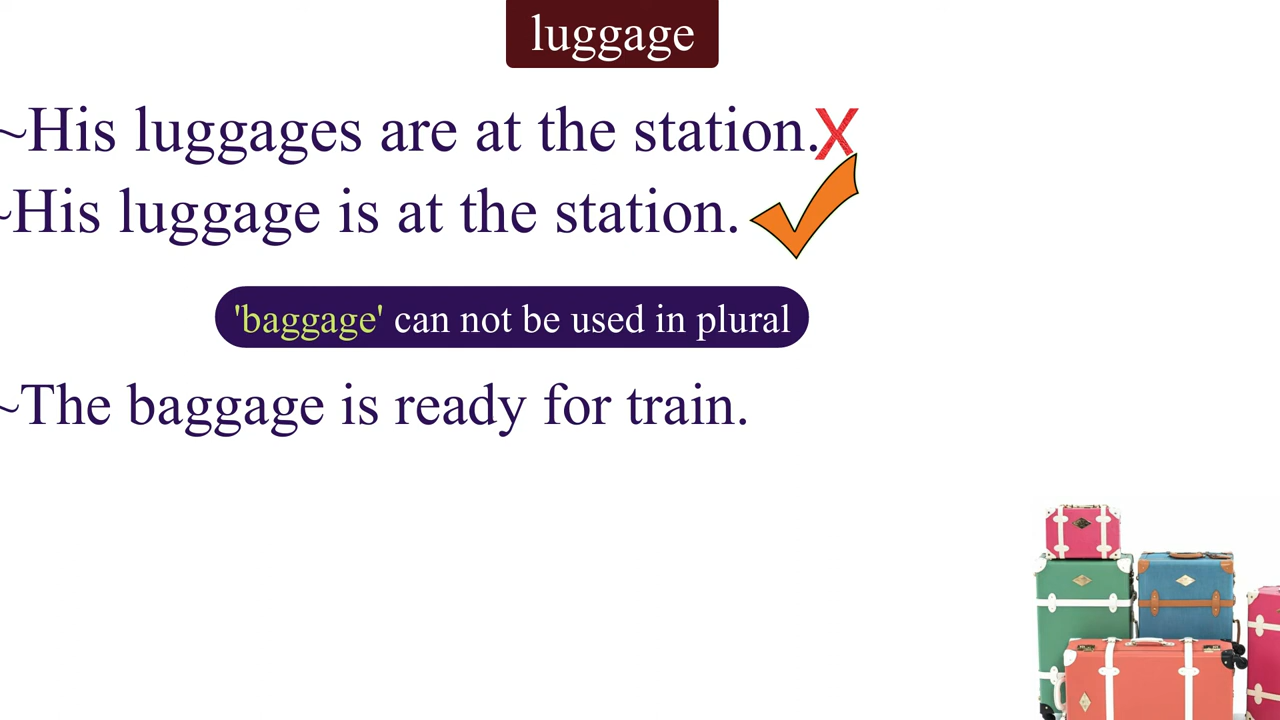 luggage
~His luggages are at the station.X
~His luggage is at the station.
'baggage' can not be used in plural
~The baggage is ready for train.